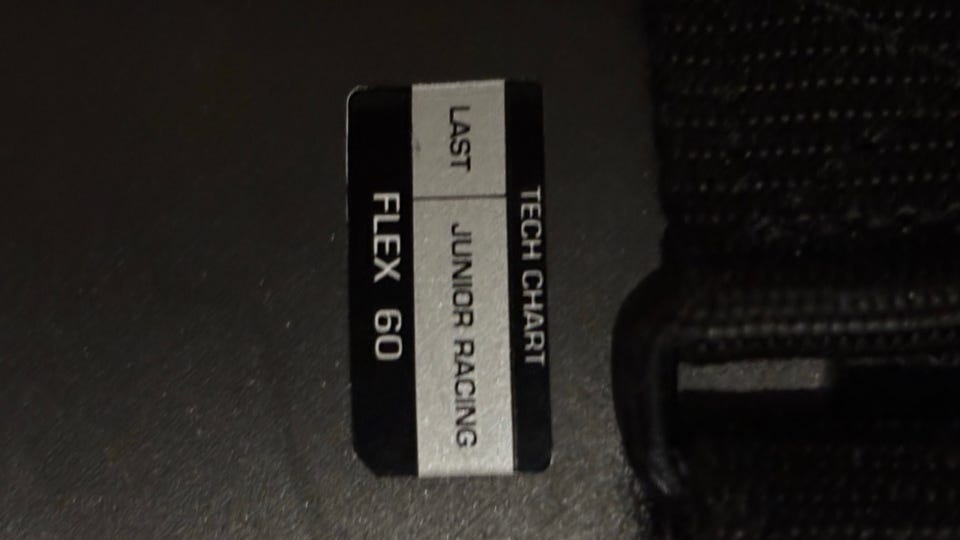 TECH CHART
LAST JUNIOR RACING
FLEX 60